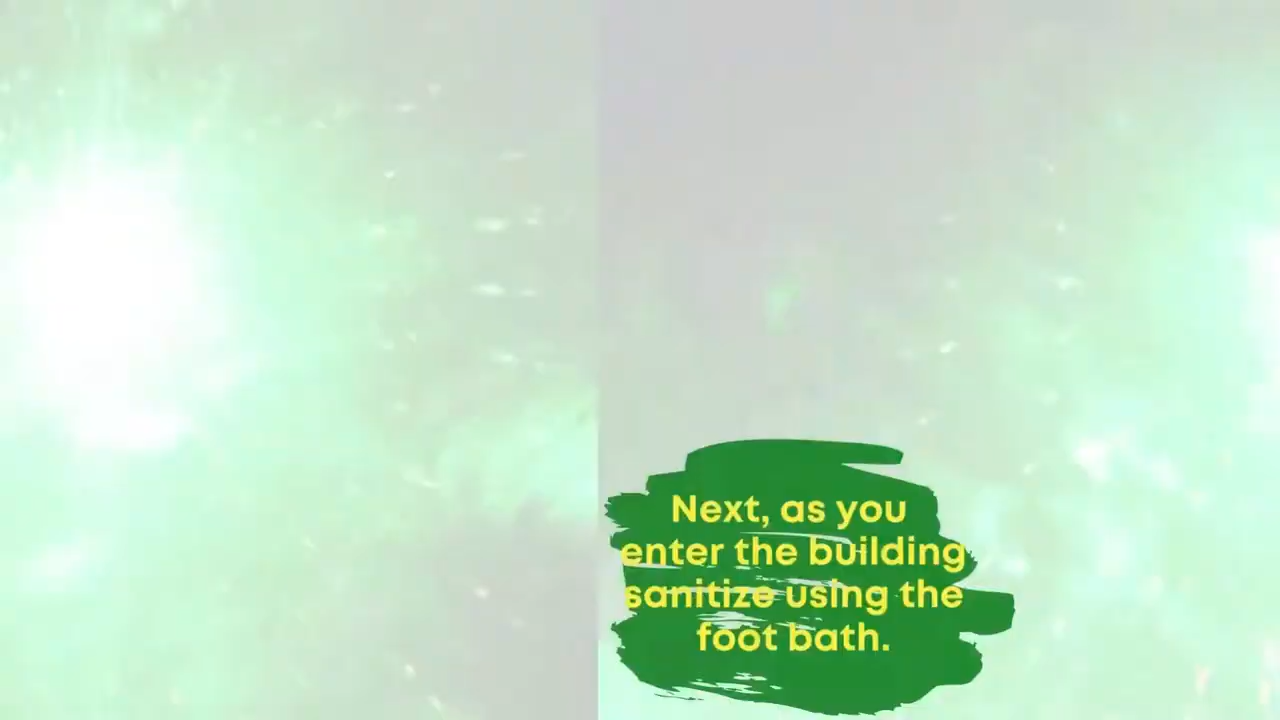 Next, as you
enter the building
sanitize using the
foot bath.